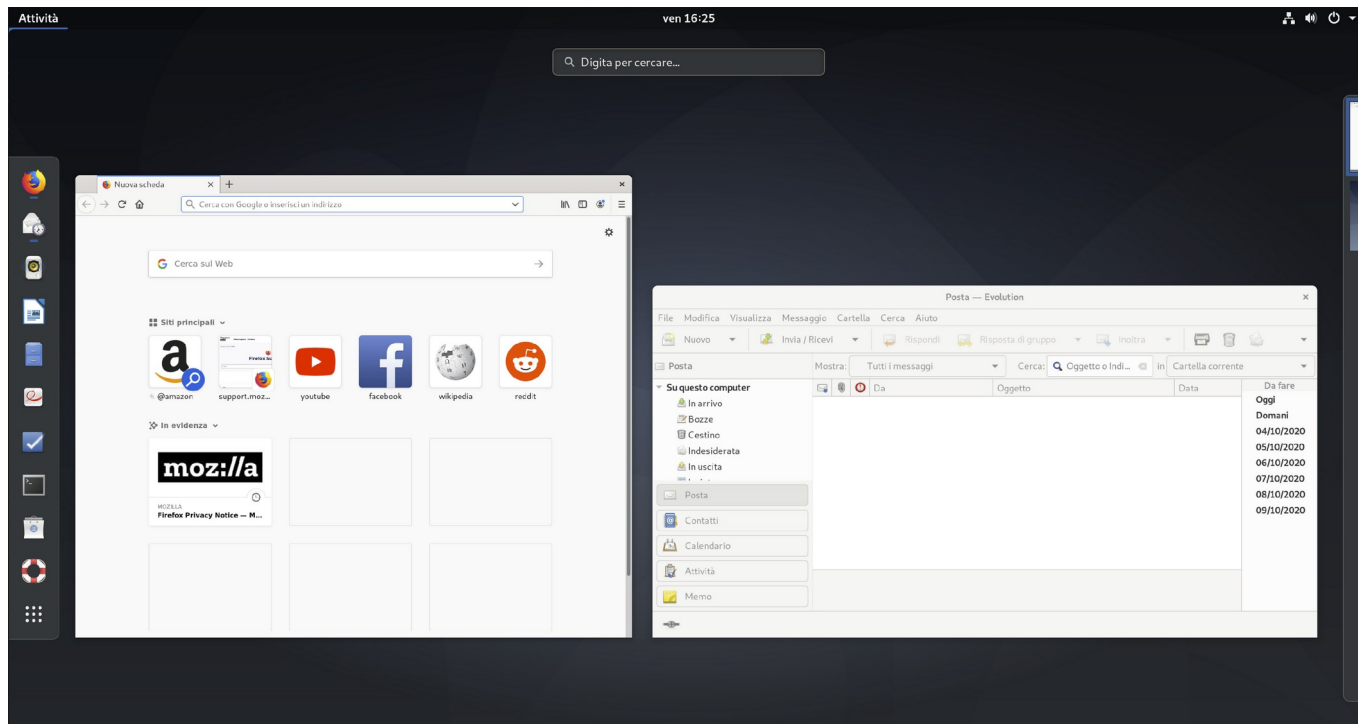 Attività
ven 16:25
Digita per cercare...
Nuova scheda
Cerca con Google o inserisci un indirizzo
Cerca sul Web
Siti principali
@amazon
support.moz...
youtube
facebook
wikipedia
reddit
In evidenza
moz://a
MOZILLA
Firefox Privacy Notice — M...
Posta — Evolution
File Modifica Visualizza Messaggio Cartella Cerca Aiuto
Nuovo Invia / Ricevi Rispondi Risposta di gruppo Inoltra
Posta Mostra: Tutti i messaggi Cerca: Oggetto o Indi... in Cartella corrente
Su questo computer
In arrivo
Bozze
Cestino
Indesiderata
In uscita
Posta
Contatti
Calendario
Attività
Memo
Da Oggetto Data
Da fare
Oggi
Domani
04/10/2020
05/10/2020
06/10/2020
07/10/2020
08/10/2020
09/10/2020